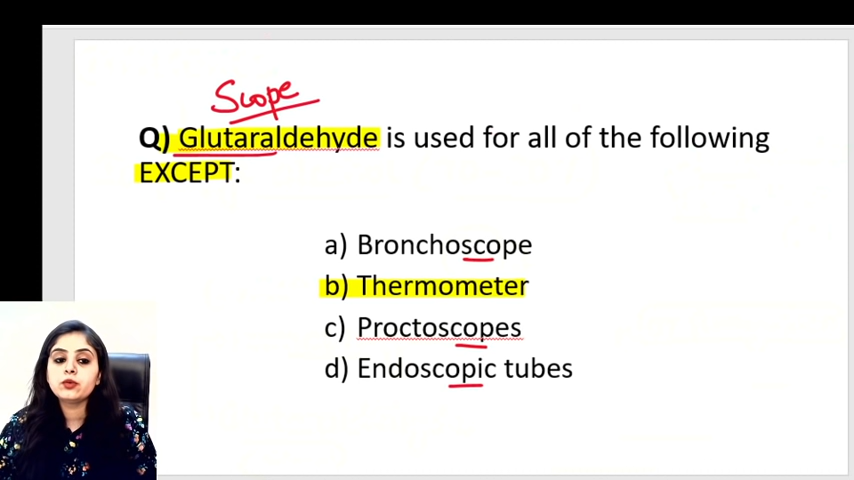 Scope
Q) Glutaraldehyde is used for all of the following
EXCEPT:
a) Bronchoscope
b) Thermometer
c) Proctoscopes
d) Endoscopic tubes